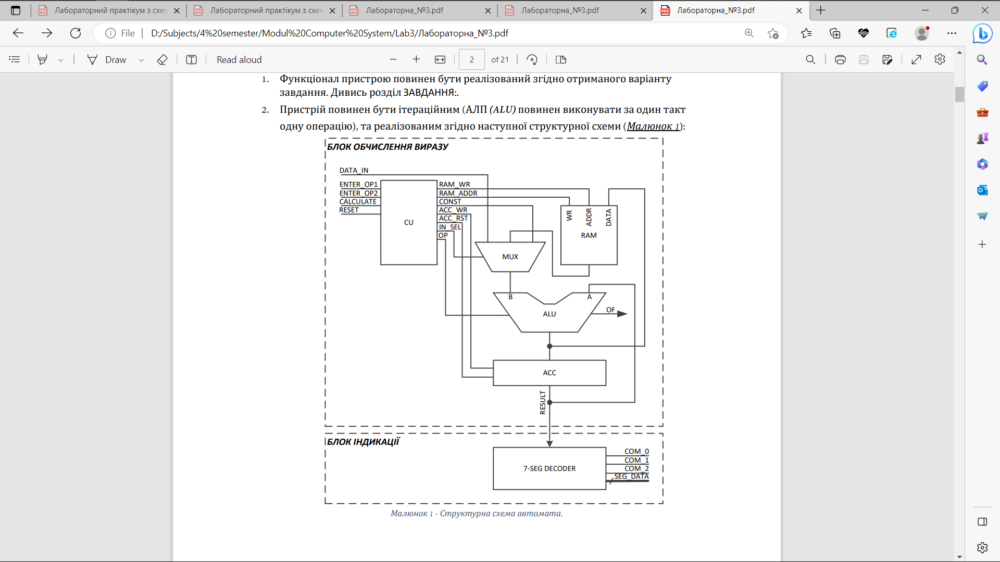 Лабораторний практікум з схем
Лабораторний практікум з схем
Лабораторна_№3.pdf
Лабораторна_№3.pdf
Лабораторна_№3.pdf
File
D:/Subjects/4%20semester/Modul%20Computer%20System/Lab3/Лабораторна_№3.pdf
Draw
Read aloud
2
of 21
1. Функціонал пристрою повинен бути реалізований згідно отриманого варіанту
завдання. Дивись розділ ЗАВДАННЯ:.
2. Пристрій повинен бути ітераційним (АЛП (ALU) повинен виконувати за один такт
одну операцію), та реалізованим згідно наступної структурної схеми (Малюнок 1):
БЛОК ОБЧИСЛЕННЯ ВИРАЗУ
DATA_IN
ENTER_OP1
ENTER_OP2
CALCULATE
RESET
CU
RAM_WR
RAM_ADDR
CONST
ACC_WR
ACC_RST
IN_SEL
OP
WR
ADDR
DATA
RAM
MUX
B
A
ALU
OF
ACC
RESULT
БЛОК ІНДИКАЦІЇ
7-SEG DECODER
COM_0
COM_1
COM_2
SEG_DATA
Малюнок 1 - Структурна схема автомата.